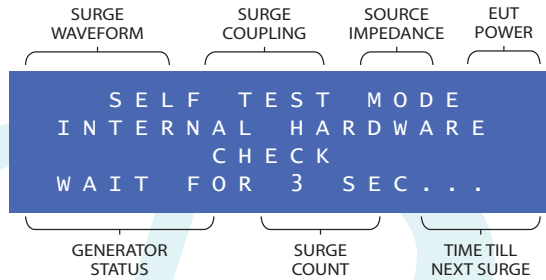 SURGE WAVEFORM
SURGE COUPLING
SOURCE IMPEDANCE
EUT POWER
SELF TEST MODE
INTERNAL HARDWARE
CHECK
WAIT FOR 3 SEC...
GENERATOR STATUS
SURGE COUNT
TIME TILL NEXT SURGE